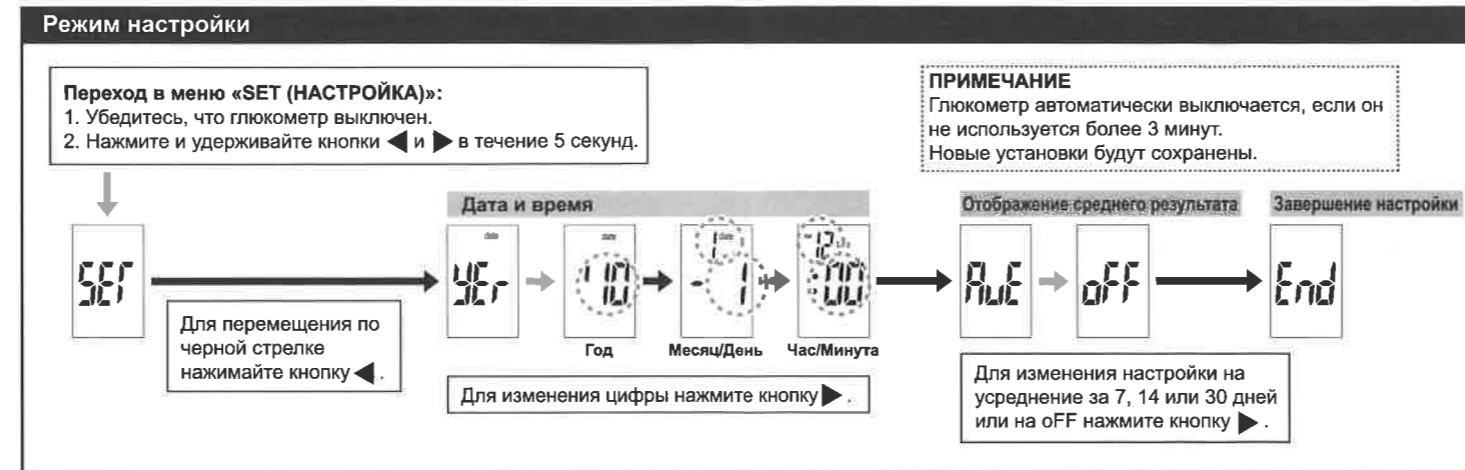 Режим настройки
Переход в меню «SET (НАСТРОЙКА)»:
1. Убедитесь, что глюкометр выключен.
2. Нажмите и удерживайте кнопки ◀ и ▶ в течение 5 секунд.
ПРИМЕЧАНИЕ
Глюкометр автоматически выключается, если он
не используется более 3 минут.
Новые установки будут сохранены.
Дата и время
Отображение среднего результата
Завершение настройки
SET
date
YEr
'10
1 date
- 1
12
:00
AvE
oFF
End
Год
Месяц/День
Час/Минута
Для перемещения по
черной стрелке
нажимайте кнопку ◀.
Для изменения цифры нажмите кнопку ▶.
Для изменения настройки на
усреднение за 7, 14 или 30 дней
или на oFF нажмите кнопку ▶.